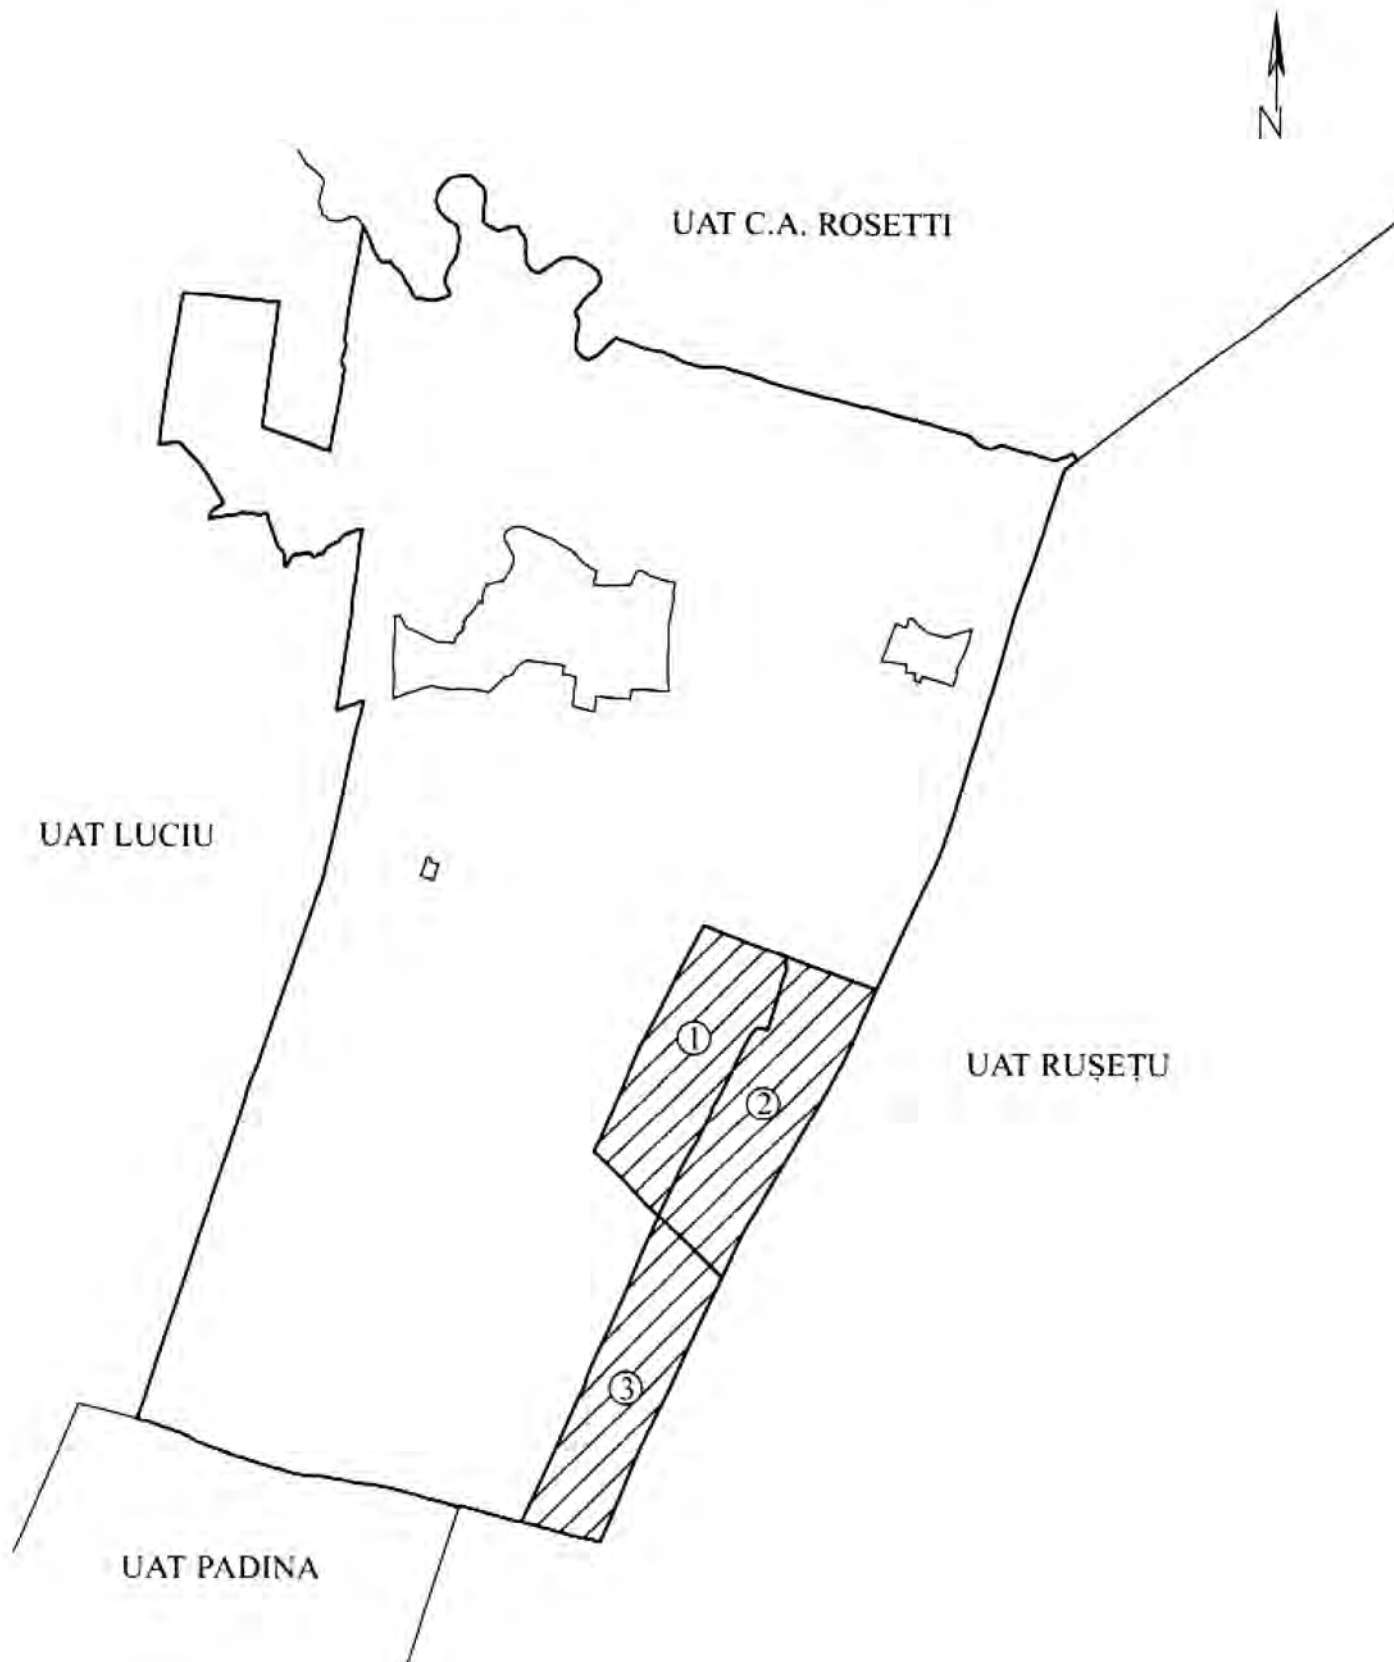 N
UAT C.A. ROSETTI
UAT LUCIU
1
UAT RUȘEȚU
2
3
UAT PADINA